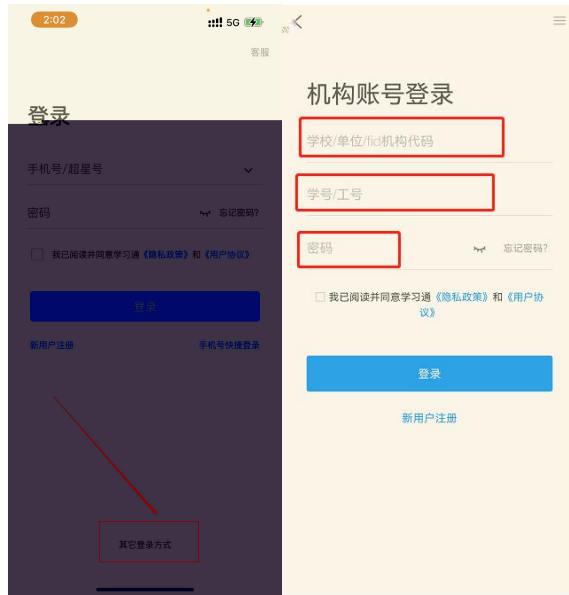 2:02
5G
客服
登录
手机号/超星号
密码
忘记密码?
我已阅读并同意学习通《隐私政策》和《用户协议》
登录
新用户注册
手机号快捷登录
其它登录方式
机构账号登录
学校/单位/fid机构代码
学号/工号
密码
忘记密码?
我已阅读并同意学习通《隐私政策》和《用户协
议》
登录
新用户注册